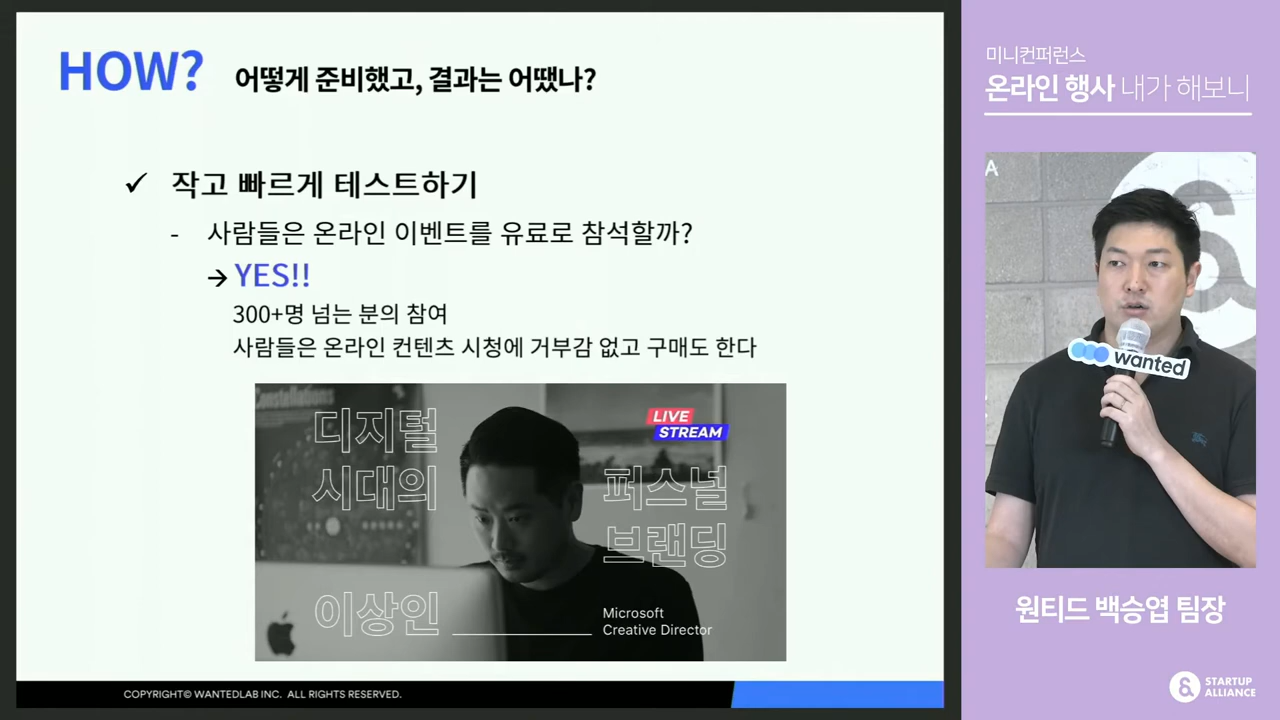 HOW? 어떻게 준비했고, 결과는 어땠나?
✓ 작고 빠르게 테스트하기
- 사람들은 온라인 이벤트를 유료로 참석할까?
→ YES!!
300+명 넘는 분의 참여
사람들은 온라인 컨텐츠 시청에 거부감 없고 구매도 한다
Constellations
디지털
시대의
이상인
LIVE
STREAM
퍼스널
브랜딩
Microsoft
Creative Director
COPYRIGHT© WANTEDLAB INC. ALL RIGHTS RESERVED.
미니컨퍼런스
온라인 행사 내가 해보니
A
wanted
원티드 백승엽 팀장
STARTUP
ALLIANCE